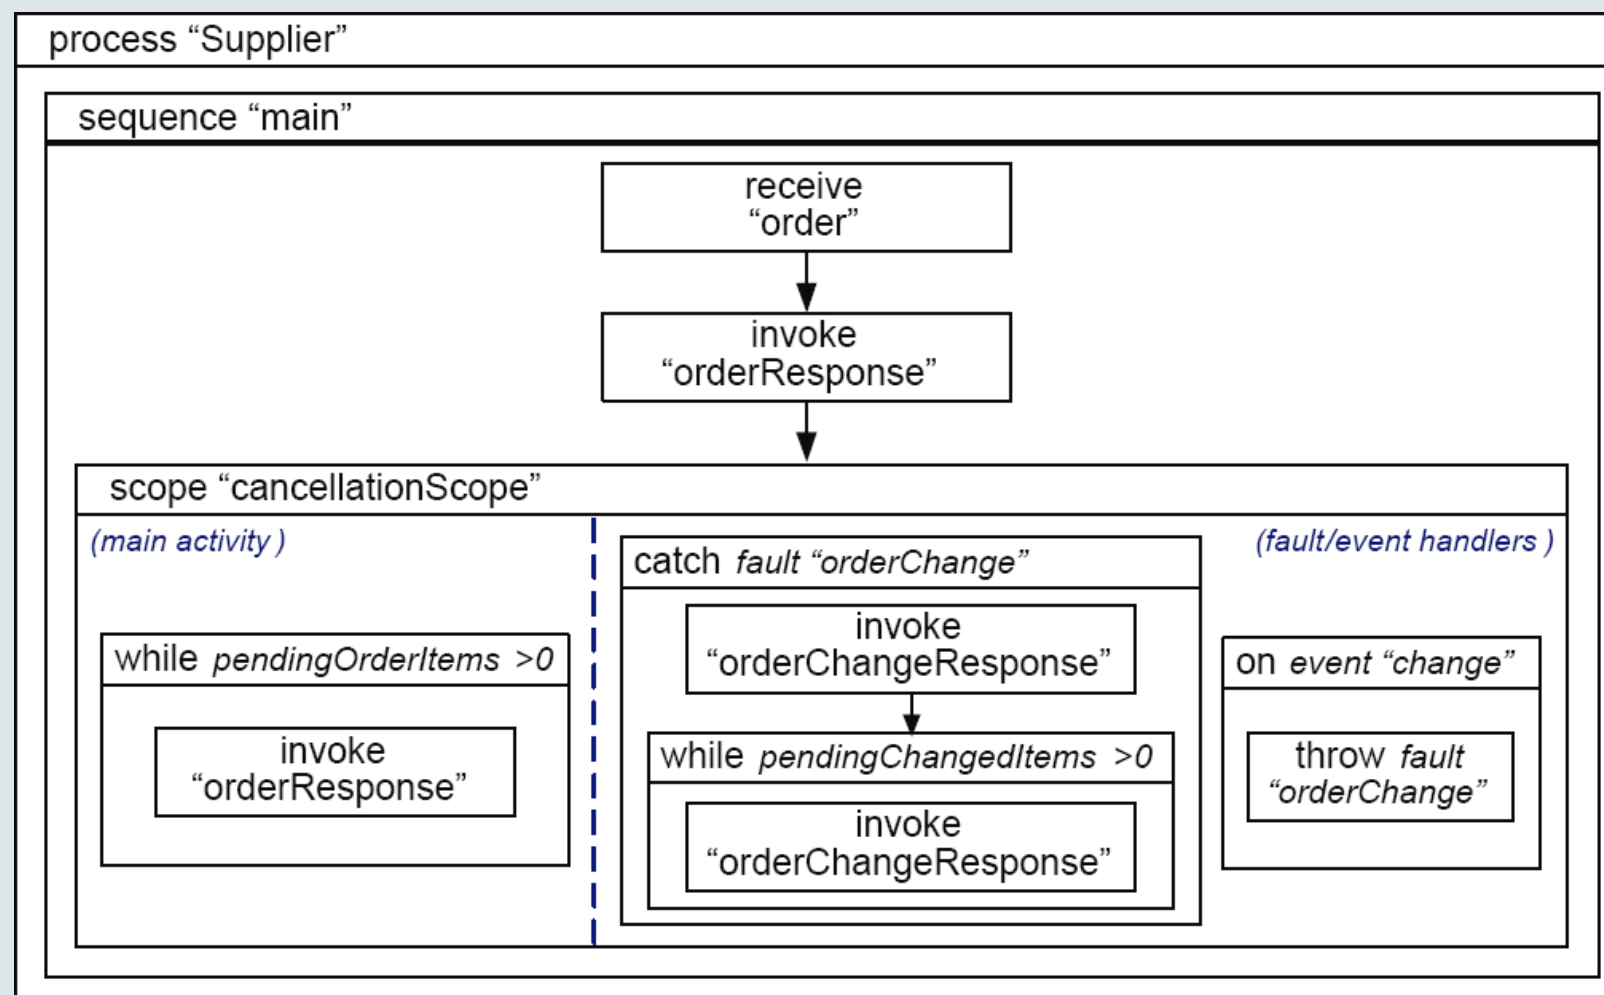 process “Supplier”
sequence “main”
receive
“order”
invoke
“orderResponse”
scope “cancellationScope”
(main activity )
(fault/event handlers )
while pendingOrderItems >0
invoke
“orderResponse”
catch fault “orderChange”
invoke
“orderChangeResponse”
while pendingChangedItems >0
invoke
“orderChangeResponse”
on event “change”
throw fault
“orderChange”